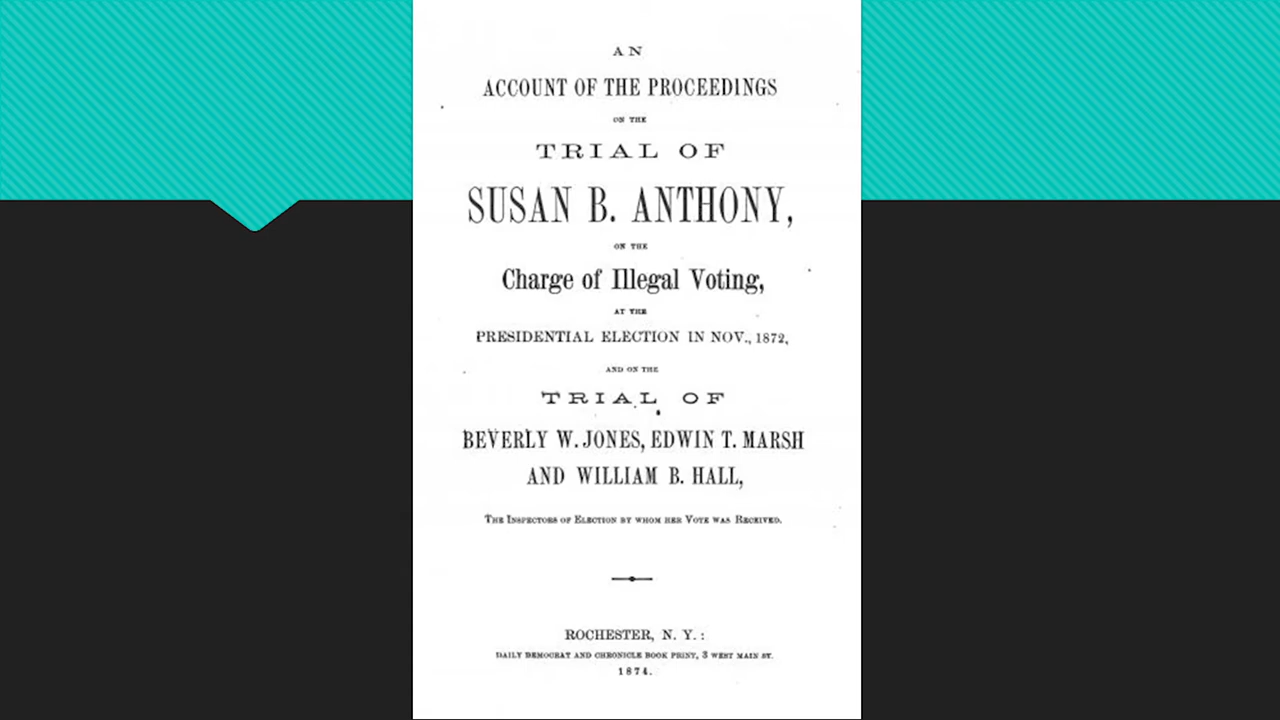 AN
ACCOUNT OF THE PROCEEDINGS
ON THE
TRIAL OF
SUSAN B. ANTHONY,
ON THE
Charge of Illegal Voting,
AT THE
PRESIDENTIAL ELECTION IN NOV., 1872,
AND ON THE
TRIAL OF
BEVERLY W. JONES, EDWIN T. MARSH
AND WILLIAM B. HALL,
THE INSPECTORS OF ELECTION BY WHOM HER VOTE WAS RECEIVED.
ROCHESTER, N. Y. :
DAILY DEMOCRAT AND CHRONICLE BOOK PRINT, 3 WEST MAIN ST.
1874.